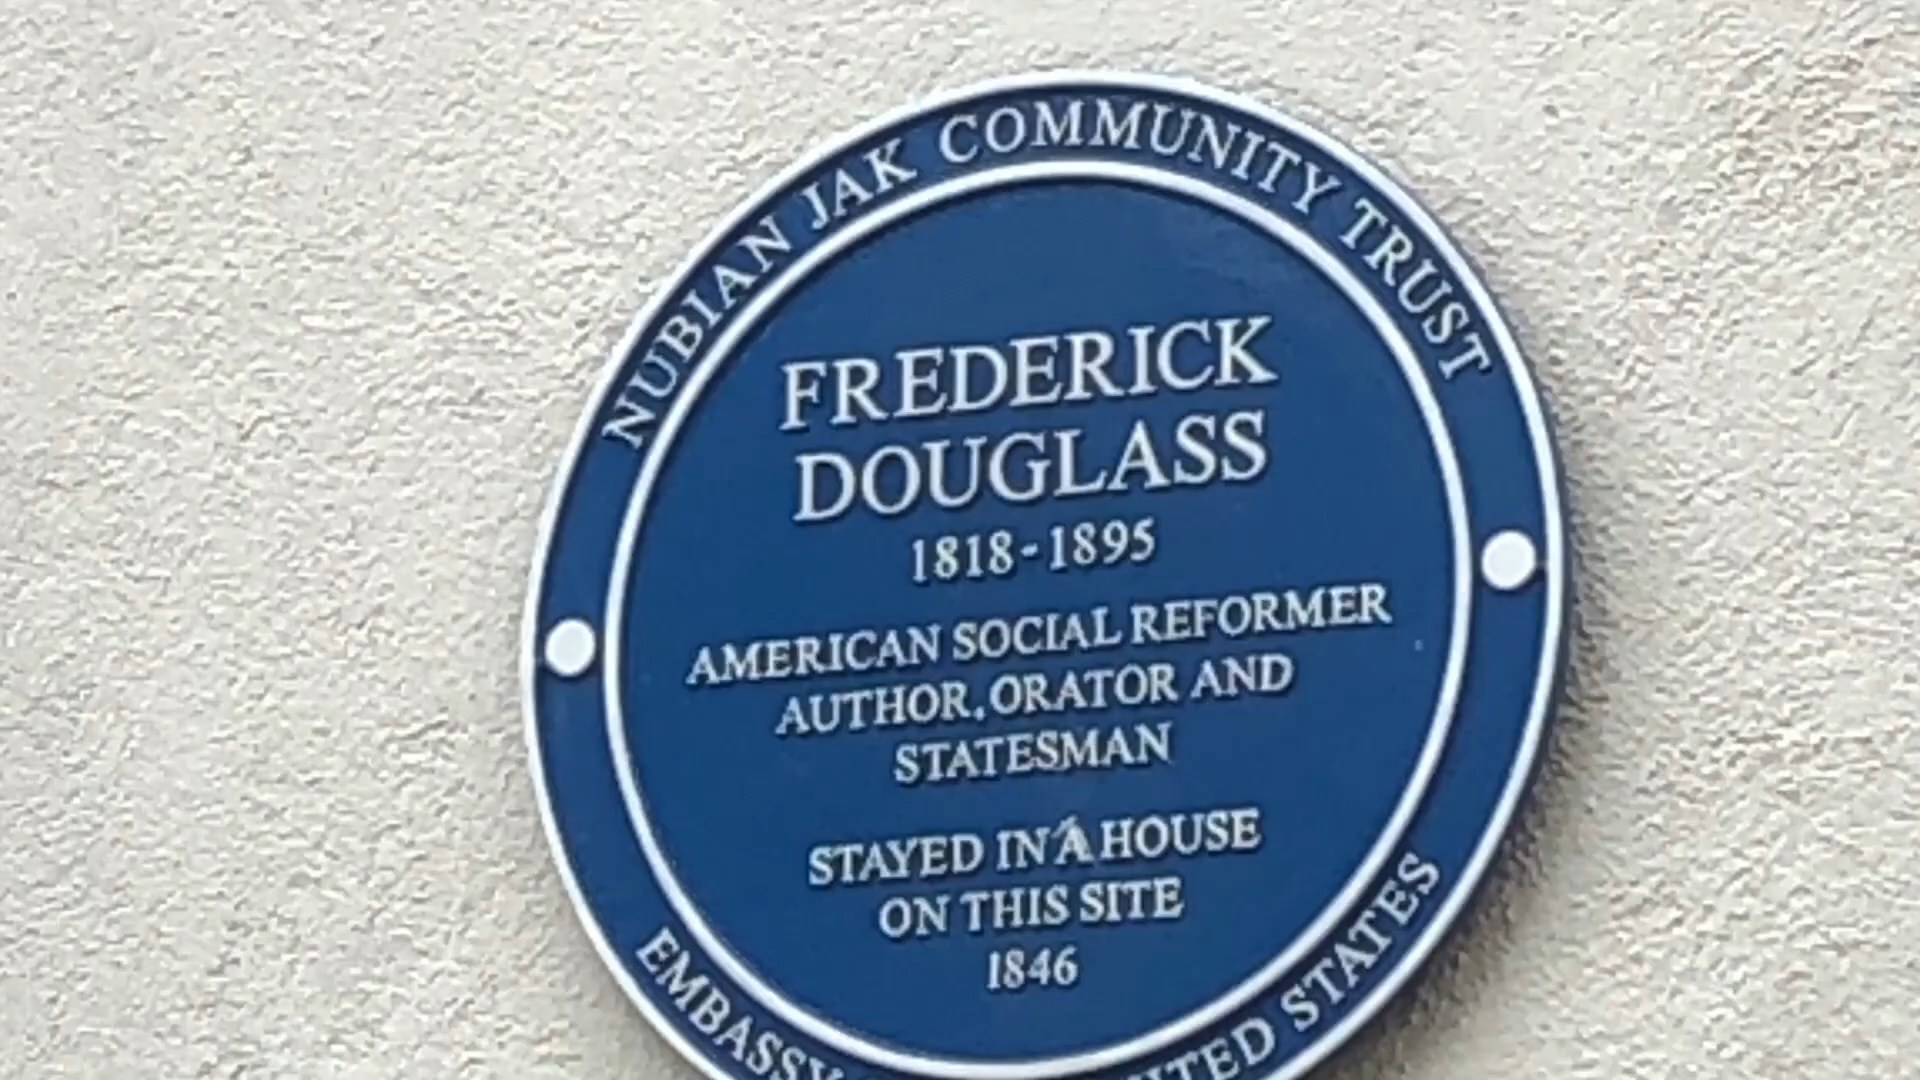 NUBIAN JAK COMMUNITY TRUST
FREDERICK
DOUGLASS
1818-1895
AMERICAN SOCIAL REFORMER
AUTHOR, ORATOR AND
STATESMAN
STAYED IN A HOUSE
ON THIS SITE
1846
EMBASSY
STATES